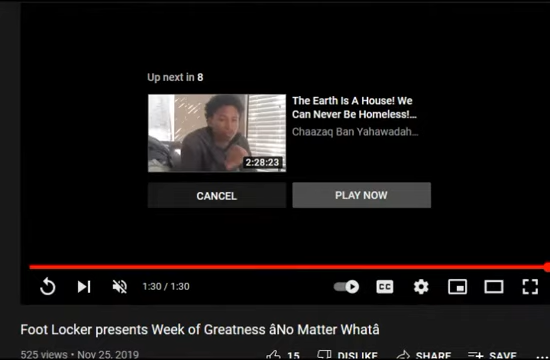 Up next in 8
The Earth Is A House! We
Can Never Be Homeless!...
Chaazaq Ban Yahawadah...
2:28:23
CANCEL
PLAY NOW
1:30 / 1:30
CC
Foot Locker presents Week of Greatness âNo Matter Whatâ
525 views • Nov 25, 2019
15
DISLIKE
SHARE
SAVE